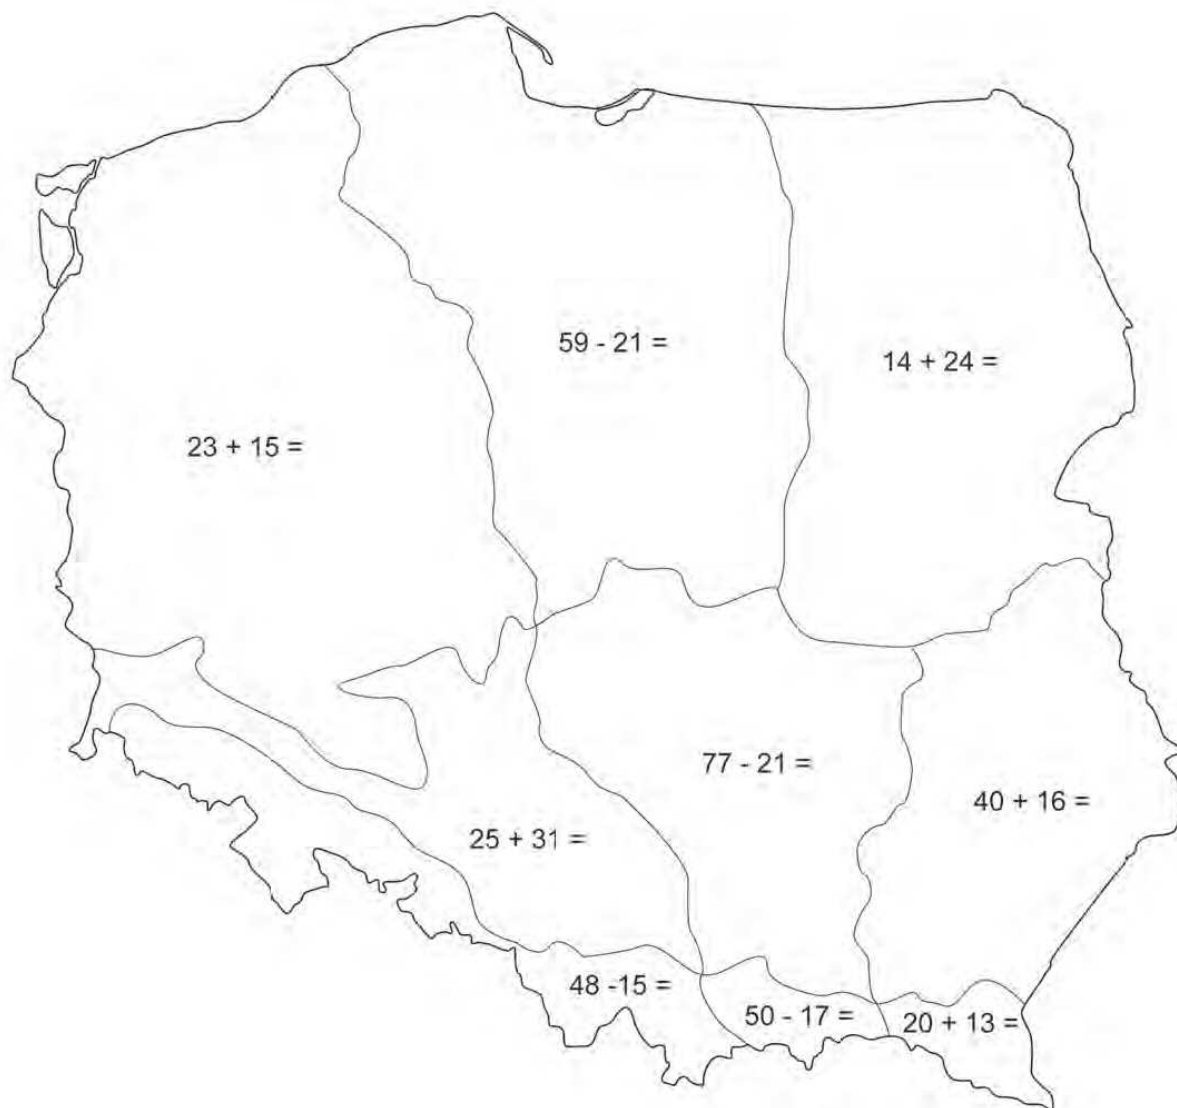 59 - 21 =
14 + 24 =
23 + 15 =
77 - 21 =
40 + 16 =
25 + 31 =
48 -15 =
50 - 17 =
20 + 13 =